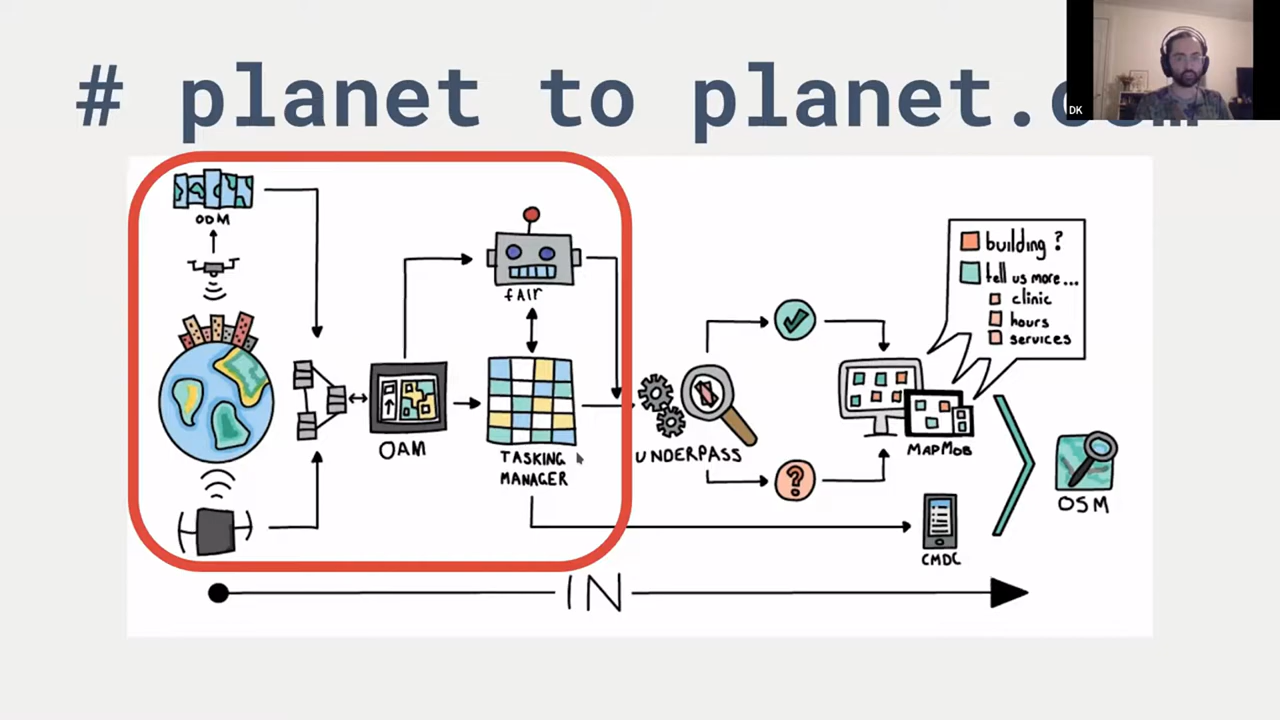 # planet to planet.osm
DK
ODM
fAIr
building ?
tell us more...
clinic
hours
services
OAM
TASKING
MANAGER
UNDERPASS
MAPMOB
OSM
CMDC
IN